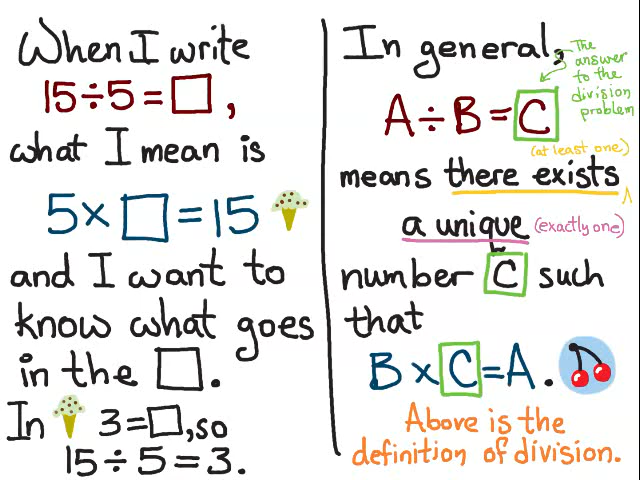 When I write
15÷5=□,
what I mean is
5×□=15
and I want to
know what goes
in the □.
In 3=□, so
15÷5=3.
In general,
The
answer
to the
division
problem
A÷B=C
(at least one)
means there exists
a unique (exactly one)
number C such
that
B×C=A.
Above is the
definition of division.